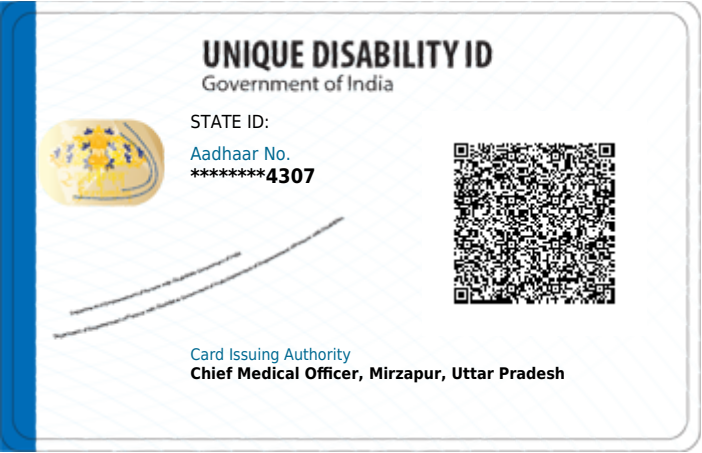 UNIQUE DISABILITY ID
Government of India
STATE ID:
Aadhaar No.
********4307
Card Issuing Authority
Chief Medical Officer, Mirzapur, Uttar Pradesh